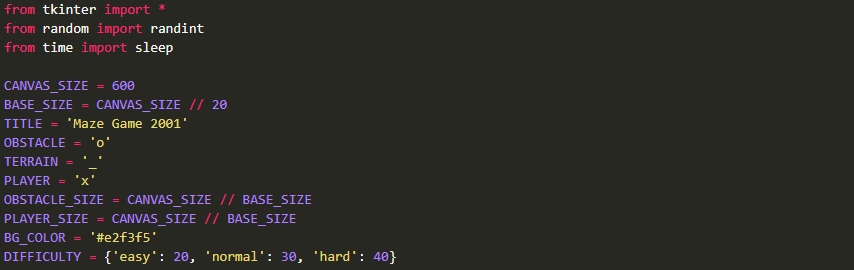 from tkinter import *
from random import randint
from time import sleep
CANVAS_SIZE = 600
BASE_SIZE = CANVAS_SIZE // 20
TITLE = 'Maze Game 2001'
OBSTACLE = 'o'
TERRAIN = '_'
PLAYER = 'x'
OBSTACLE_SIZE = CANVAS_SIZE // BASE_SIZE
PLAYER_SIZE = CANVAS_SIZE // BASE_SIZE
BG_COLOR = '#e2f3f5'
DIFFICULTY = {'easy': 20, 'normal': 30, 'hard': 40}